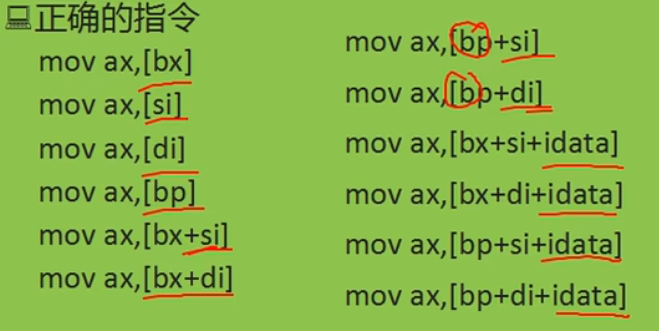 正确的指令
mov ax,[bx]
mov ax,[si]
mov ax,[di]
mov ax,[bp]
mov ax,[bx+si]
mov ax,[bx+di]
mov ax,[bp+si]
mov ax,[bp+di]
mov ax,[bx+si+idata]
mov ax,[bx+di+idata]
mov ax,[bp+si+idata]
mov ax,[bp+di+idata]